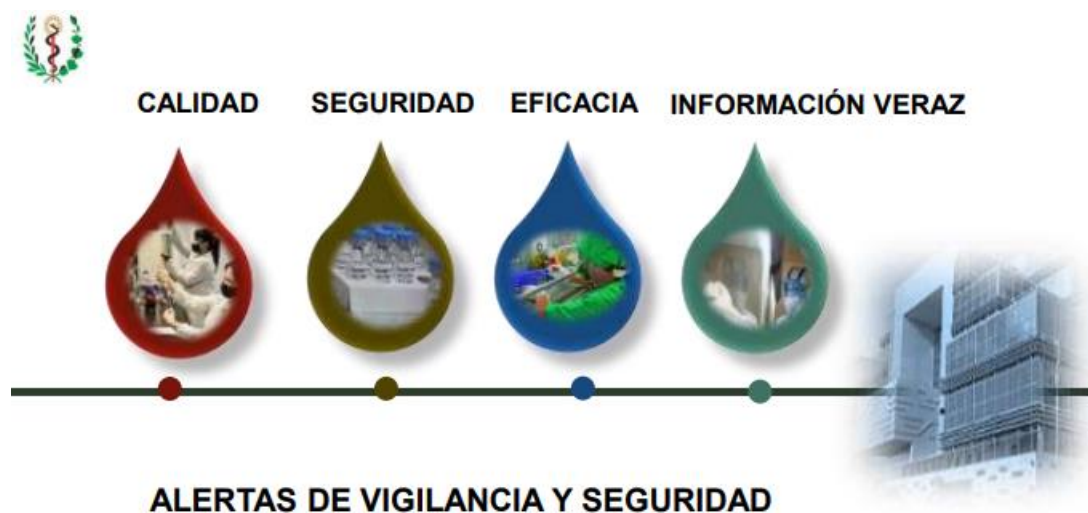 CALIDAD SEGURIDAD EFICACIA INFORMACIÓN VERAZ
ALERTAS DE VIGILANCIA Y SEGURIDAD